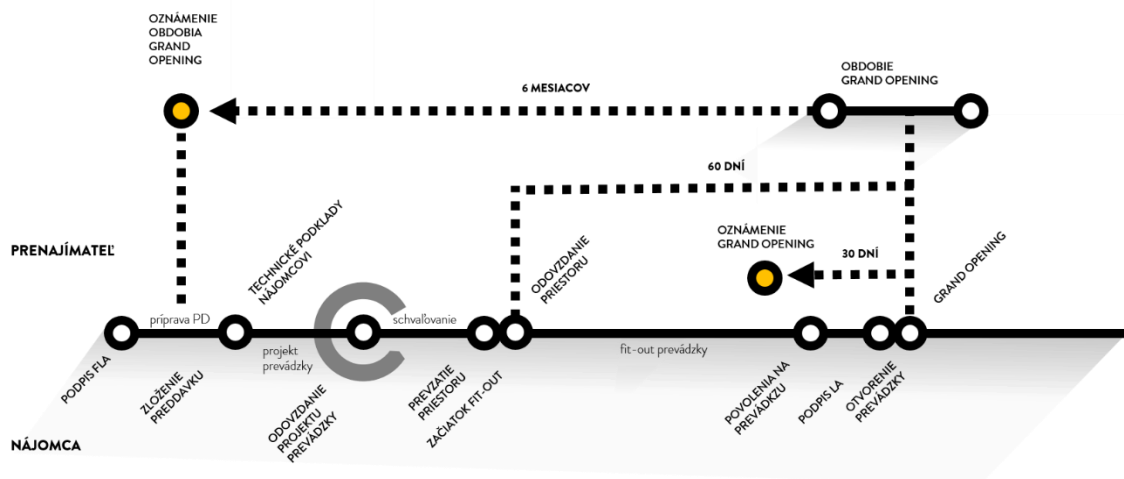 OZNÁMENIE
OBDOBIA
GRAND
OPENING
OBDOBIE
GRAND OPENING
6 MESIACOV
60 DNÍ
PRENAJÍMATEĽ
TECHNICKÉ PODKLADY
NÁJOMCOVI
ODOVZDANIE
PRIESTORU
OZNÁMENIE
GRAND OPENING
30 DNÍ
GRAND OPENING
príprava PD
schvaľovanie
projekt
prevádzky
fit-out prevádzky
PODPIS FLA
ZLOŽENIE
PREDDAVKU
ODOVZDANIE
PROJEKTU
PREVÁDZKY
PREVZATIE
PRIESTORU
ZAČIATOK FIT-OUT
POVOLENIA NA
PREVÁDKZU
PODPIS LA
OTVORENIE
PREVÁDZKY
NÁJOMCA